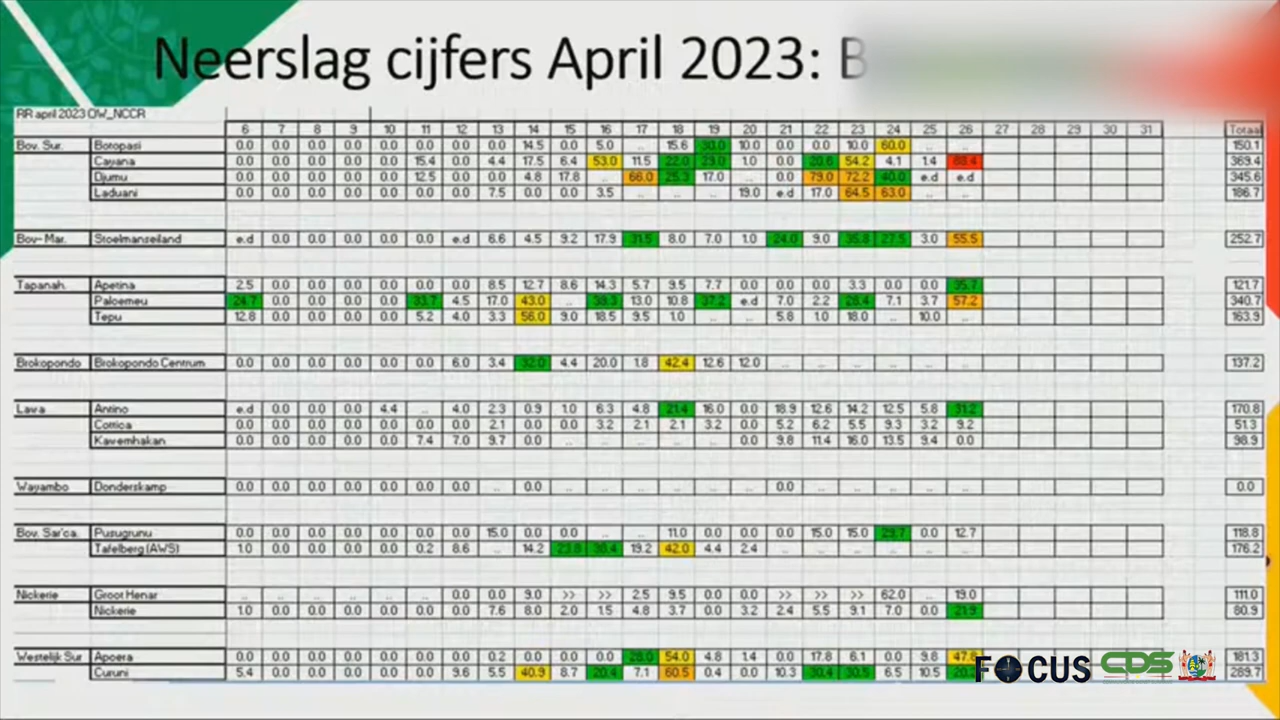 Neerslag cijfers April 2023: B
RR april 2023 OW_NCCR
6 7 8 9 10 11 12 13 14 15 16 17 18 19 20 21 22 23 24 25 26 27 28 29 30 31 Totaal
Bov. Sur. Botopasi 0.0 0.0 0.0 0.0 0.0 0.0 0.0 0.0 14.5 0.0 5.0 .. 15.6 30.0 10.0 0.0 0.0 10.0 60.0 .. .. 150.1
Cayana 0.0 0.0 0.0 0.0 0.0 15.4 0.0 4.4 17.5 6.4 53.0 11.5 22.0 29.0 1.0 0.0 20.6 54.2 4.1 1.4 88.4 369.4
Djumu 0.0 0.0 0.0 0.0 0.0 12.5 0.0 0.0 4.8 17.8 .. 66.0 25.3 17.0 .. 0.0 79.0 72.2 40.0 e.d e.d 345.6
Laduani 0.0 0.0 0.0 0.0 0.0 0.0 0.0 7.5 0.0 .. 3.5 .. .. .. 19.0 e.d 17.0 64.5 63.0 .. .. 186.7
Bov- Mar. Stoelmanseiland e.d 0.0 0.0 0.0 0.0 0.0 e.d 6.6 4.5 9.2 17.9 31.5 8.0 7.0 1.0 24.0 9.0 35.8 27.5 3.0 55.5 252.7
Tapanah. Apetina 2.5 0.0 0.0 0.0 0.0 0.0 0.0 8.5 12.7 8.6 14.3 5.7 9.5 7.7 0.0 0.0 0.0 3.3 0.0 0.0 35.7 121.7
Paloemeu 24.7 0.0 0.0 0.0 0.0 33.7 4.5 17.0 43.0 .. 39.3 13.0 10.8 37.2 e.d 7.0 2.2 28.4 7.1 3.7 57.2 340.7
Tepu 12.8 0.0 0.0 0.0 0.0 5.2 4.0 3.3 56.0 9.0 18.5 9.5 1.0 .. .. 5.8 1.0 18.0 .. 10.0 .. 163.9
Brokopondo Brokopondo Centrum 0.0 0.0 0.0 0.0 0.0 0.0 6.0 3.4 32.0 4.4 20.0 1.8 42.4 12.6 12.0 .. .. .. .. .. .. 137.2
Lawa Antino e.d 0.0 0.0 0.0 4.4 .. 4.0 2.3 0.9 1.0 6.3 4.8 21.4 16.0 0.0 18.9 12.6 14.2 12.5 5.8 31.2 170.8
0.0 0.0 0.0 0.0 0.0 0.0 0.0 2.1 0.0 0.0 3.2 2.1 2.1 3.2 0.0 5.2 6.2 5.5 9.3 3.2 9.2 51.3
Kawemhakan 0.0 0.0 0.0 0.0 0.0 7.4 7.0 9.7 0.0 .. .. .. .. .. 0.0 9.8 11.4 16.0 13.5 9.4 0.0 98.9
Wayambo Donderskamp 0.0 0.0 0.0 0.0 0.0 0.0 0.0 .. 0.0 .. .. .. .. .. .. 0.0 .. .. .. .. .. 0.0
Bov. Sar'ca. Pusugrunu 0.0 0.0 0.0 0.0 0.0 0.0 0.0 15.0 0.0 0.0 .. .. 11.0 0.0 0.0 0.0 15.0 15.0 29.7 0.0 12.7 118.8
Tafelberg (AWS) 1.0 0.0 0.0 0.0 0.0 0.2 8.6 .. 14.2 38.4 19.2 42.0 4.4 2.4 .. .. .. .. .. .. 176.2
Nickerie Groot Henar .. .. .. .. .. .. 0.0 0.0 9.0 >> >> 2.5 9.5 0.0 0.0 >> >> >> 62.0 .. 19.0 111.0
Nickerie 1.0 0.0 0.0 0.0 0.0 0.0 0.0 7.6 8.0 2.0 1.5 4.8 3.7 0.0 3.2 2.4 5.5 9.1 7.0 0.0 21.9 80.9
Westelijk Sur Apoera 0.0 0.0 0.0 0.0 0.0 0.0 0.0 0.2 0.0 0.0 0.0 28.0 54.0 4.8 1.4 0.0 17.8 6.1 0.0 9.8 47.8 181.3
Cururu 5.4 0.0 0.0 0.0 0.0 0.0 9.6 5.5 40.9 8.7 20.4 7.1 60.5 0.4 0.0 10.3 30.4 30.5 6.5 10.5 289.7
FOCUS CDS